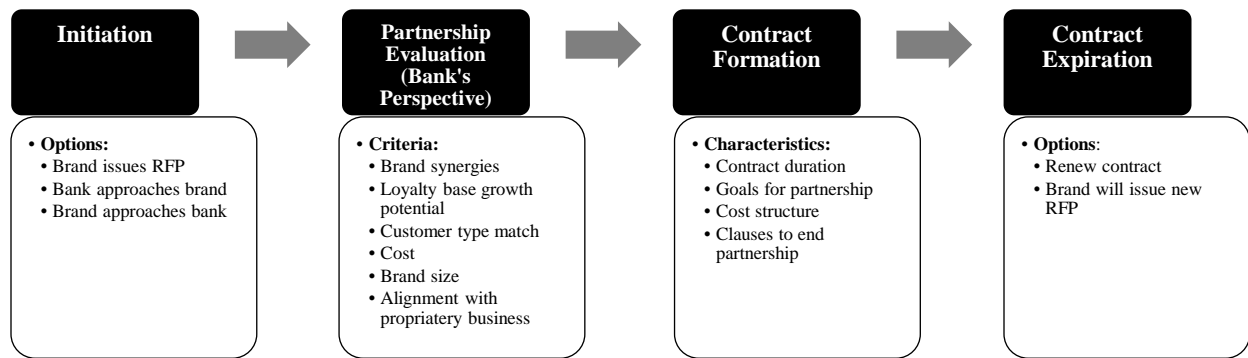 Initiation
• Options:
• Brand issues RFP
• Bank approaches brand
• Brand approaches bank
Partnership
Evaluation
(Bank's
Perspective)
• Criteria:
• Brand synergies
• Loyalty base growth
potential
• Customer type match
• Cost
• Brand size
• Alignment with
propriatery business
Contract
Formation
• Characteristics:
• Contract duration
• Goals for partnership
• Cost structure
• Clauses to end
partnership
Contract
Expiration
• Options:
• Renew contract
• Brand will issue new
RFP